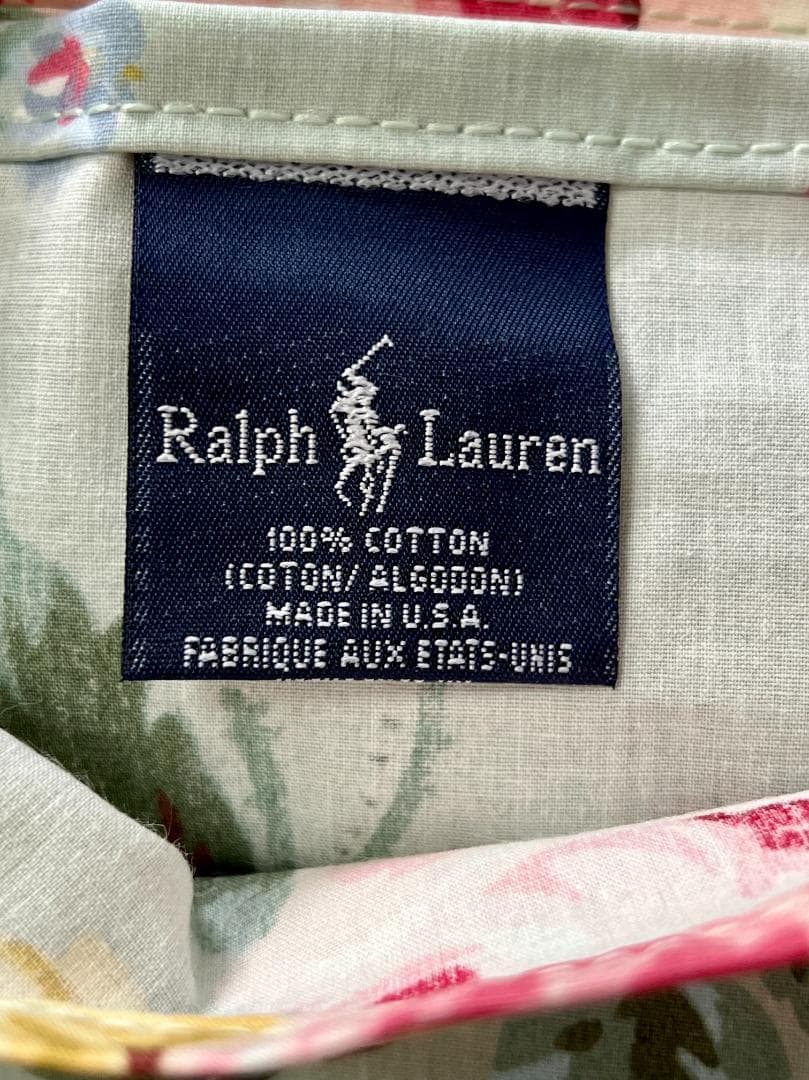 Ralph Lauren
100% COTTON
(COTON/ ALGODON)
MADE IN U.S.A.
FABRIQUE AUX ETATS-UNIS